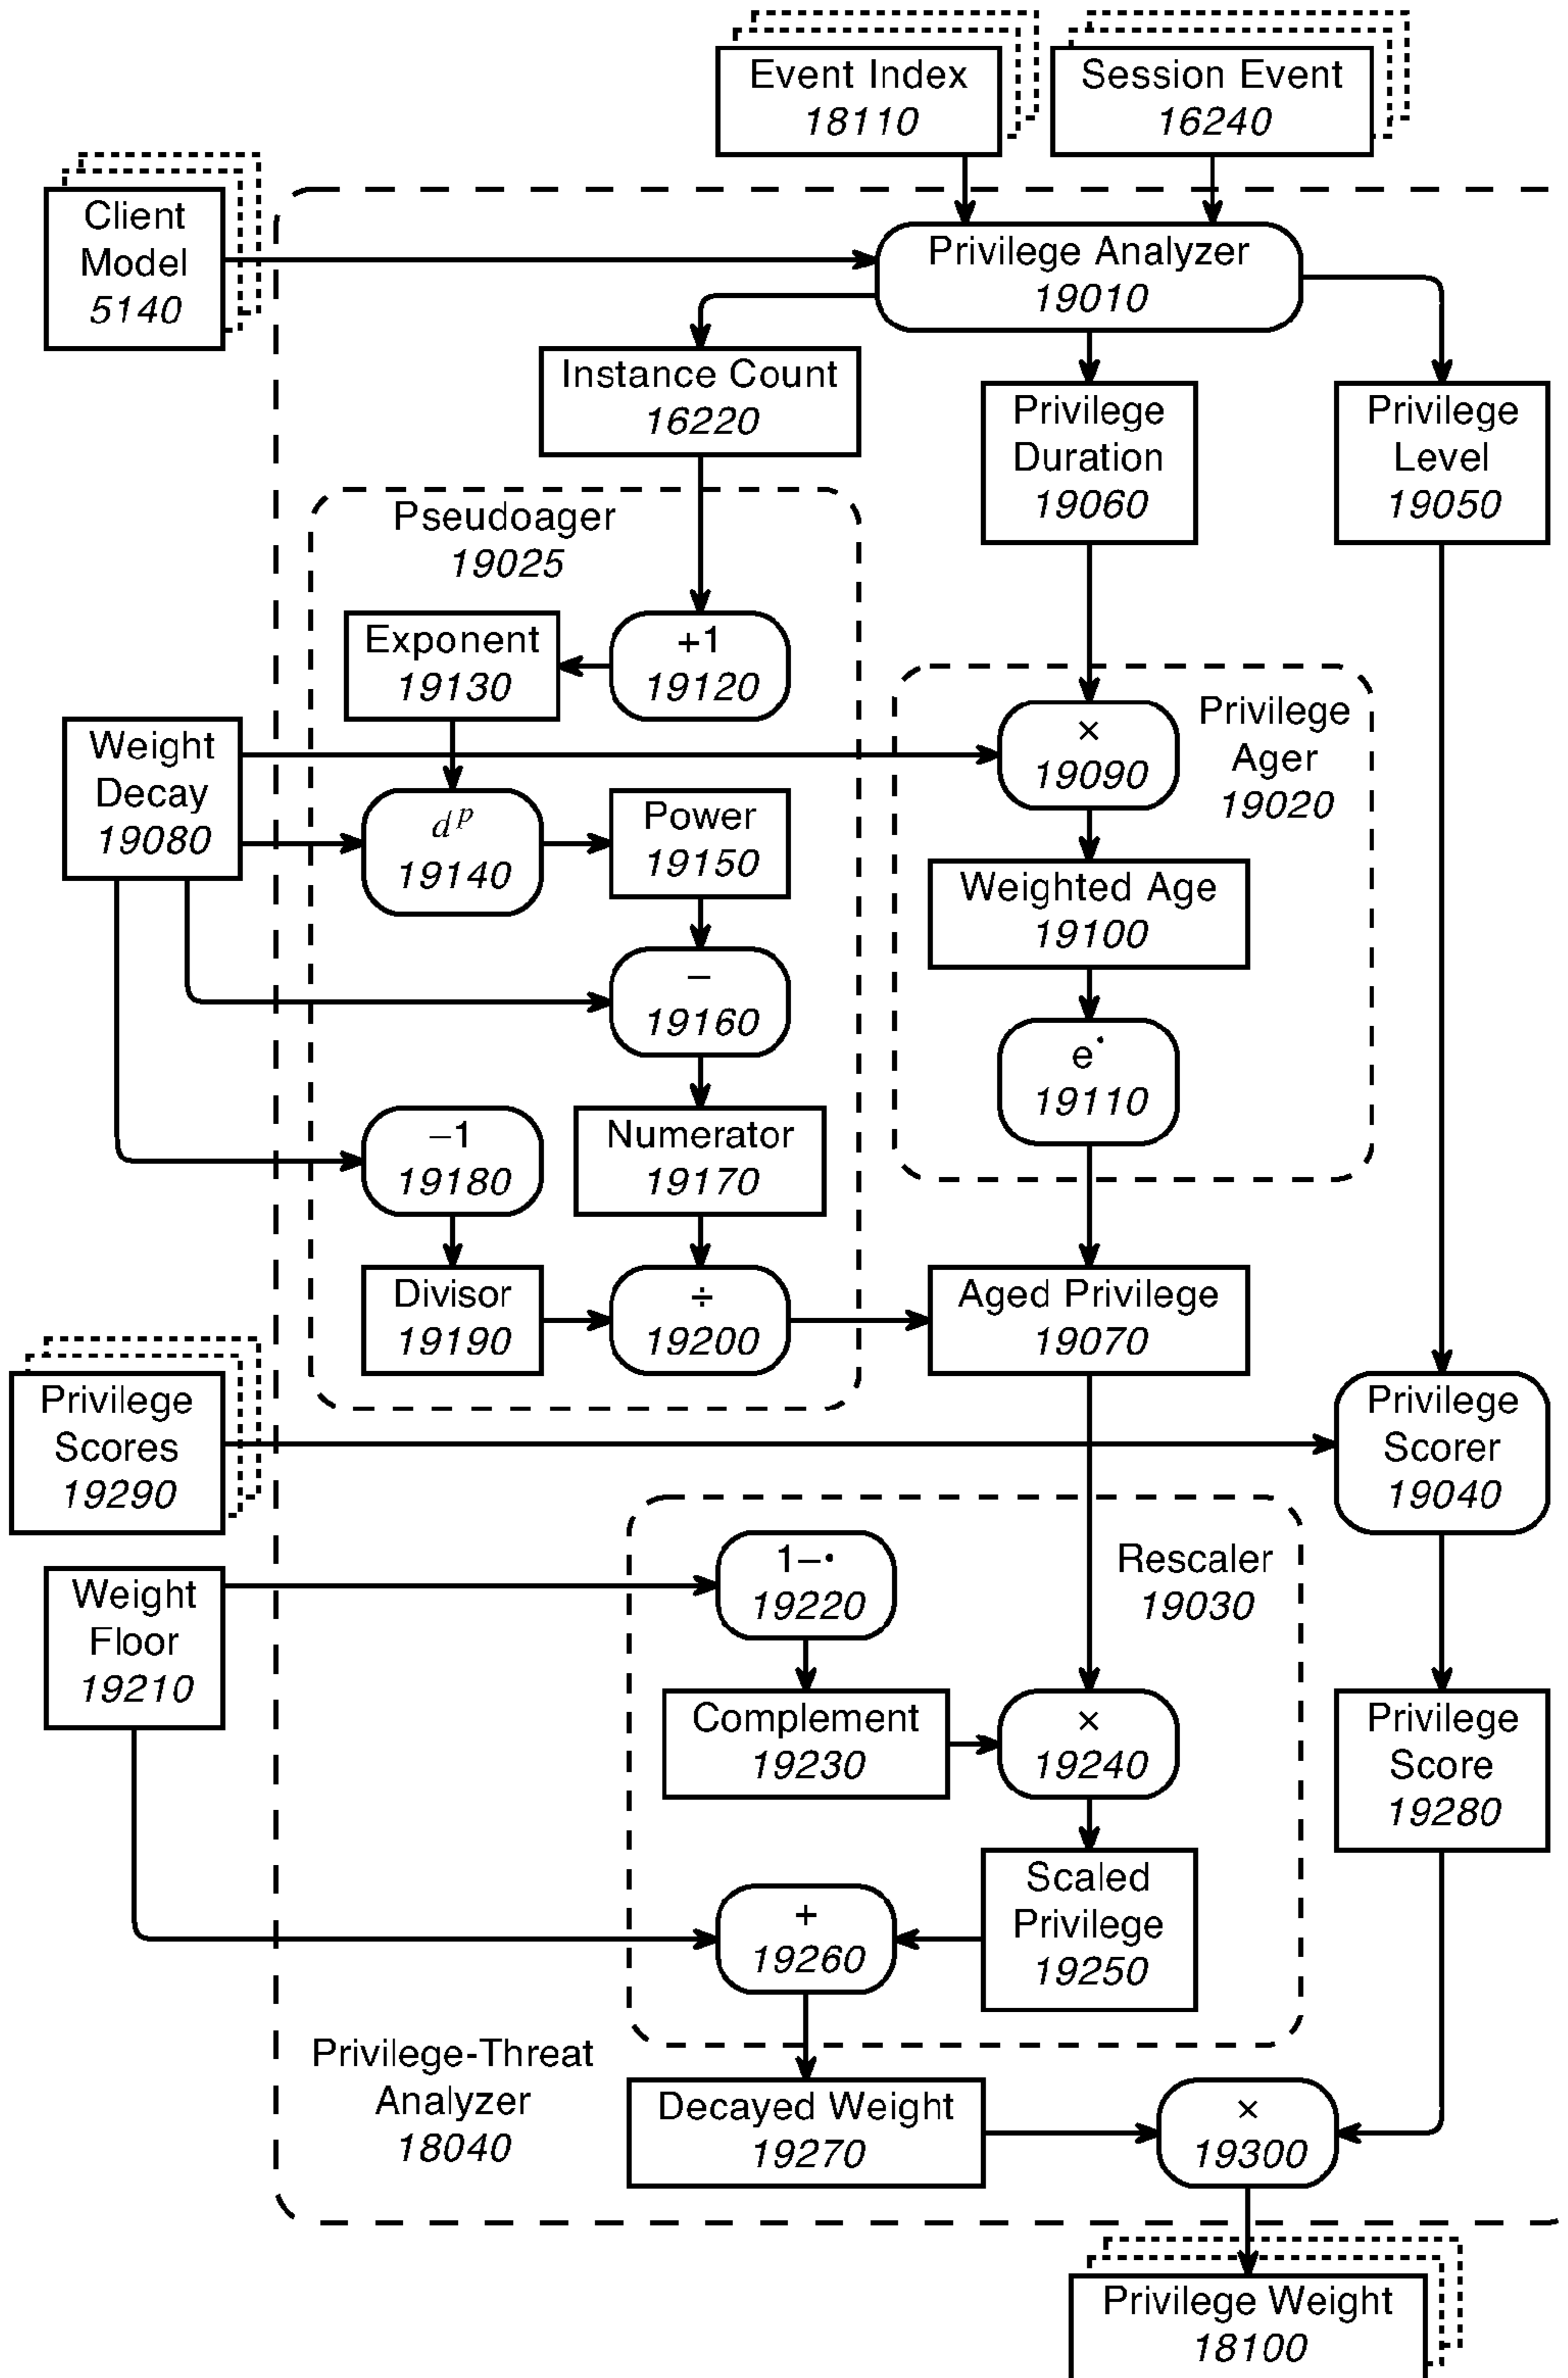 Event Index
18110
Session Event
16240
Client
Model
5140
Privilege Analyzer
19010
Instance Count
16220
Privilege
Duration
19060
Privilege
Level
19050
Pseudoager
19025
Exponent
19130
+1
19120
Weight
Decay
19080
×
19090
Privilege
Ager
19020
d^p
19140
Power
19150
Weighted Age
19100
−
19160
e•
19110
−1
19180
Numerator
19170
Divisor
19190
÷
19200
Aged Privilege
19070
Privilege
Scores
19290
Privilege
Scorer
19040
Weight
Floor
19210
1−•
19220
Rescaler
19030
Complement
19230
×
19240
Privilege
Score
19280
Scaled
Privilege
19250
+
19260
Privilege-Threat
Analyzer
18040
Decayed Weight
19270
×
19300
Privilege Weight
18100